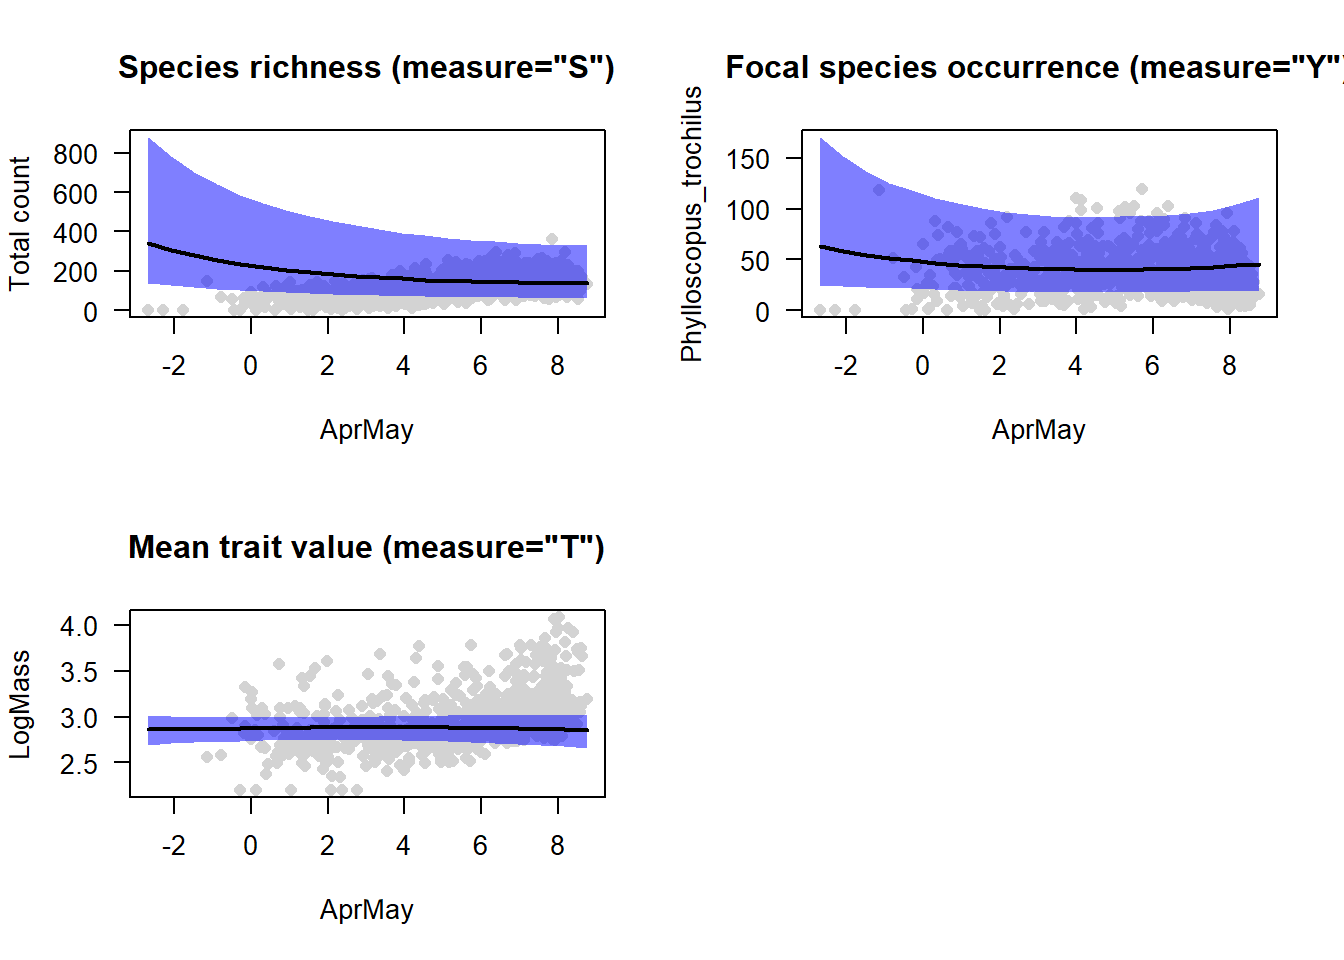 Species richness (measure="S")
Total count
800
600
400
200
0
-2 0 2 4 6 8
AprMay
Focal species occurrence (measure="Y")
Phylloscopus_trochilus
150
100
50
0
-2 0 2 4 6 8
AprMay
Mean trait value (measure="T")
LogMass
4.0
3.5
3.0
2.5
-2 0 2 4 6 8
AprMay